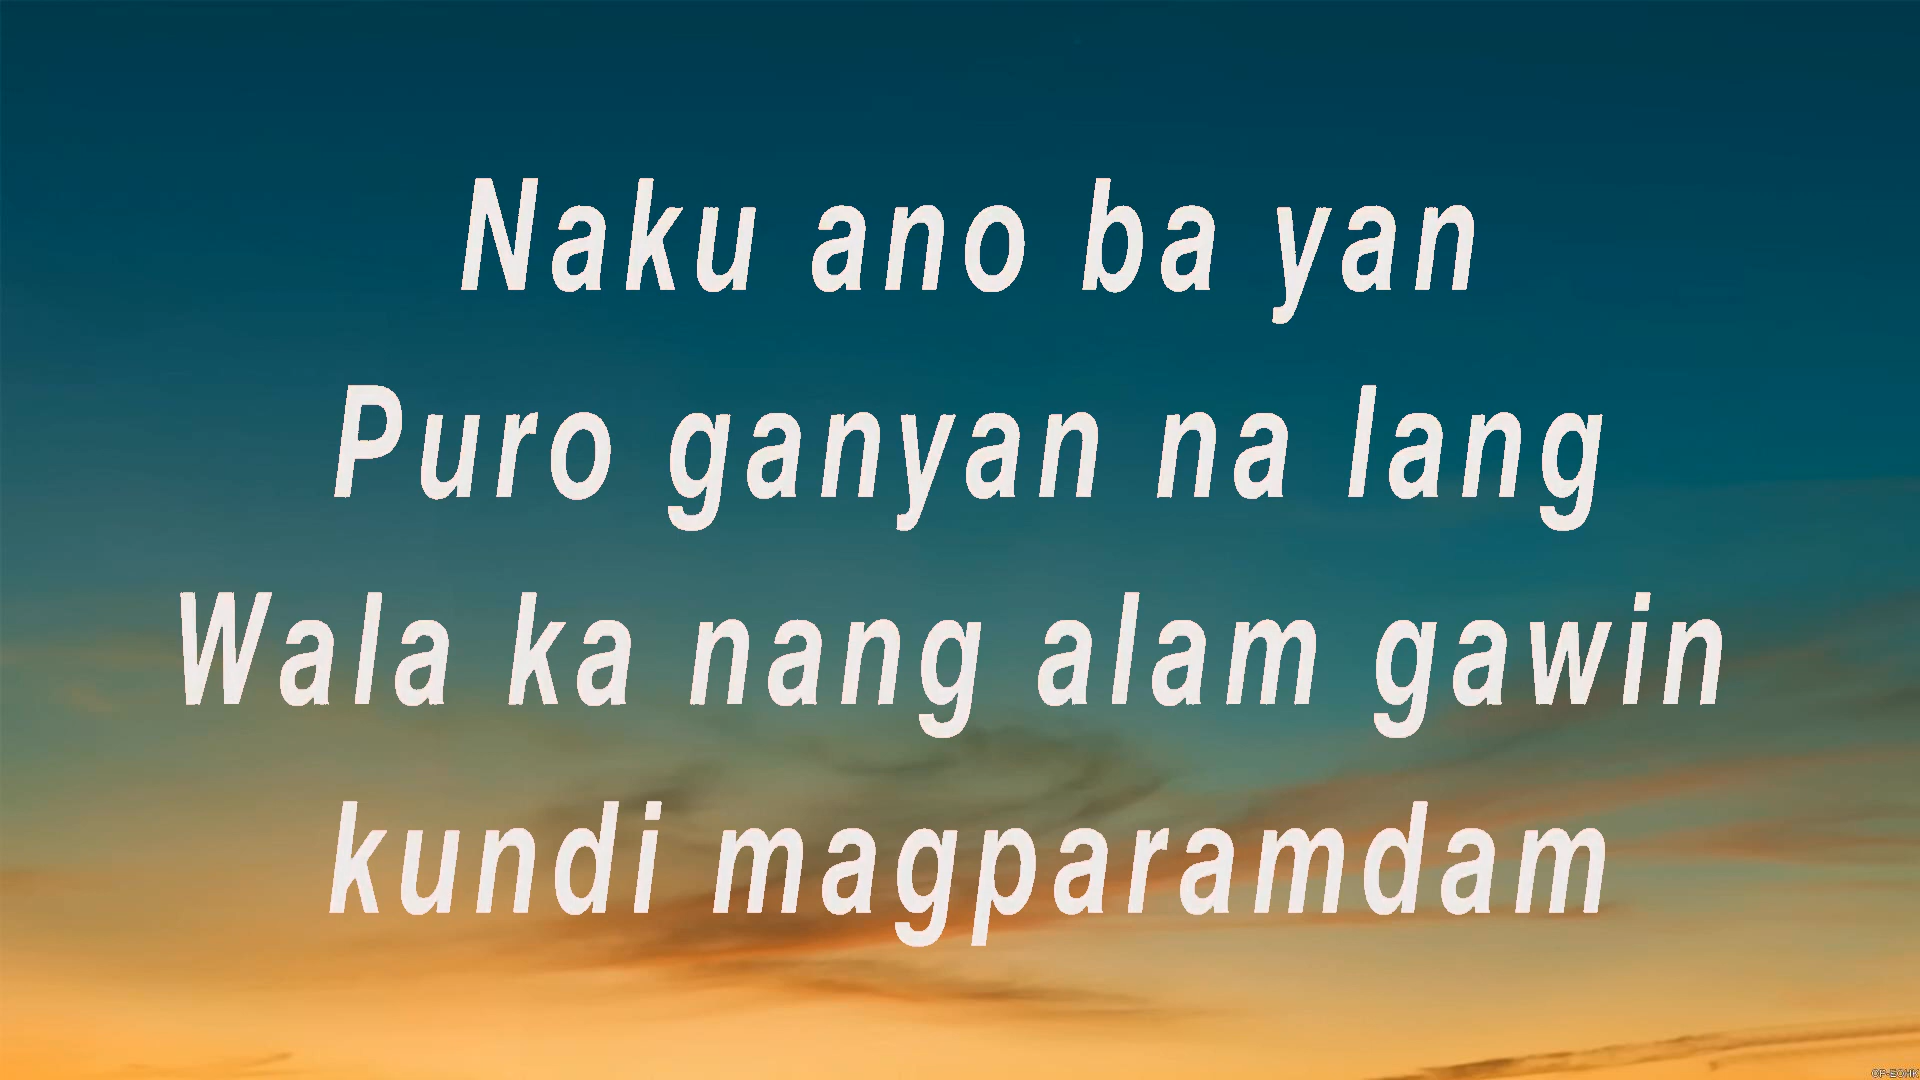 Naku ano ba yan
Puro ganyan na lang
Wala ka nang alam gawin
kundi magparamdam